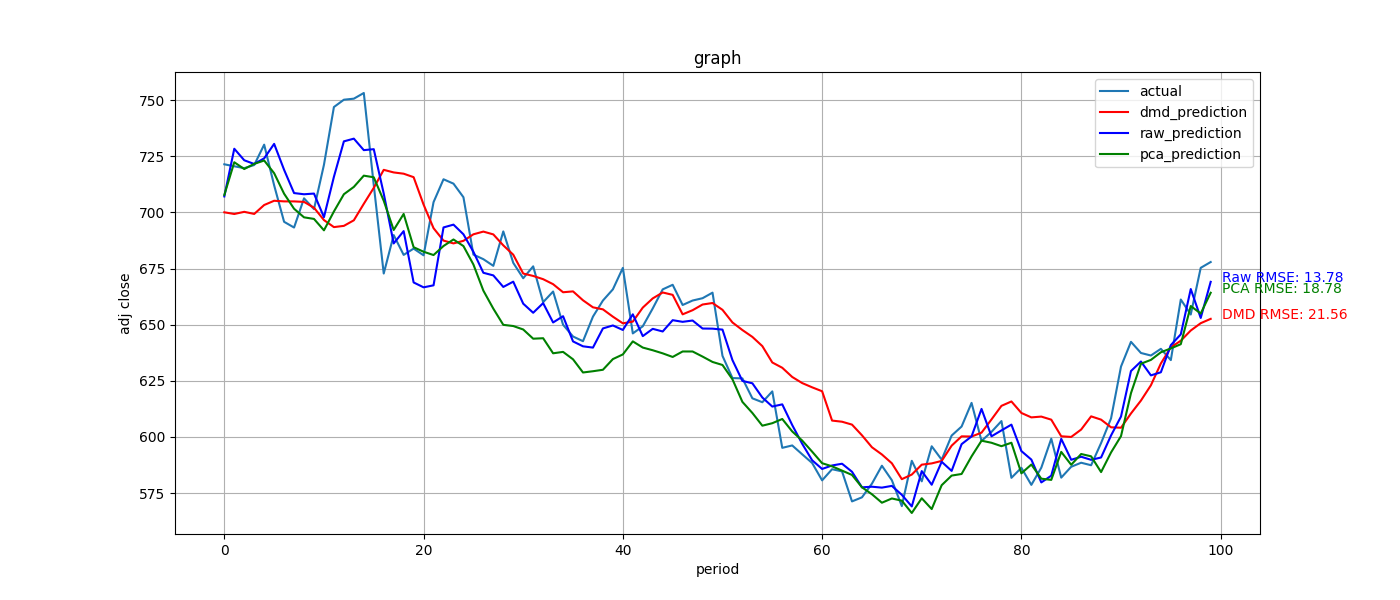 graph
actual
dmd_prediction
raw_prediction
pca_prediction
750
725
700
675
650
625
600
575
adj close
Raw RMSE: 13.78
PCA RMSE: 18.78
DMD RMSE: 21.56
0 20 40 60 80 100
period